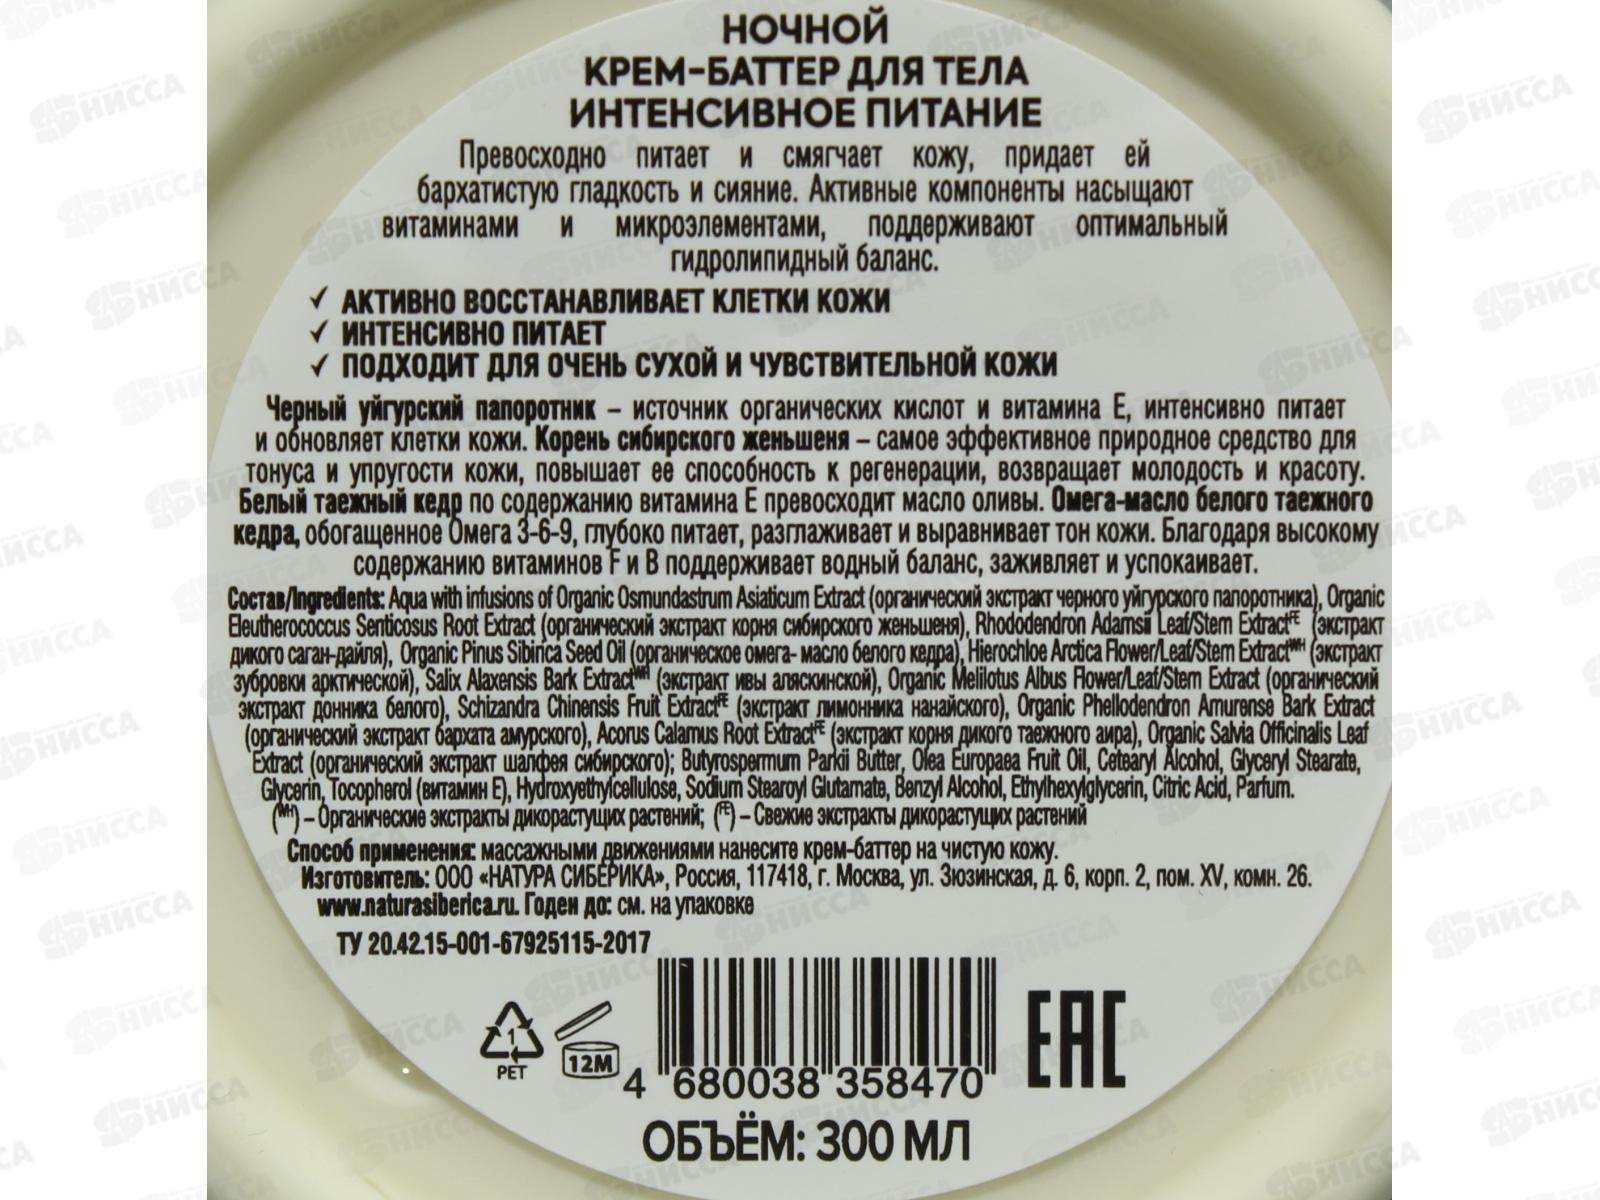 НОЧНОЙ
КРЕМ-БАТТЕР ДЛЯ ТЕЛА
ИНТЕНСИВНОЕ ПИТАНИЕ
Превосходно питает и смягчает кожу, придает ей
бархатистую гладкость и сияние. Активные компоненты насыщают
витаминами и микроэлементами, поддерживают оптимальный
гидролипидный баланс.
✓ АКТИВНО ВОССТАНАВЛИВАЕТ КЛЕТКИ КОЖИ
✓ ИНТЕНСИВНО ПИТАЕТ
✓ ПОДХОДИТ ДЛЯ ОЧЕНЬ СУХОЙ И ЧУВСТВИТЕЛЬНОЙ КОЖИ
Черный уйгурский папоротник – источник органических кислот и витамина Е, интенсивно питает
и обновляет клетки кожи. Корень сибирского женьшеня – самое эффективное природное средство для
тонуса и упругости кожи, повышает ее способность к регенерации, возвращает молодость и красоту.
Белый таежный кедр по содержанию витамина Е превосходит масло оливы. Омега-масло белого таежного
кедра, обогащенное Омега 3-6-9, глубоко питает, разглаживает и выравнивает тон кожи. Благодаря высокому
содержанию витаминов F и B поддерживает водный баланс, заживляет и успокаивает.
Состав/Ingredients: Aqua with infusions of Organic Osmundastrum Asiaticum Extract (органический экстракт черного уйгурского папоротника), Organic
Eleutherococcus Senticosus Root Extract (органический экстракт корня сибирского женьшеня), Rhododendron Adamsii Leaf/Stem Extract^FE (экстракт
дикого саган-дайля), Organic Pinus Sibirica Seed Oil (органическое омега- масло белого кедра), Hierochloe Arctica Flower/Leaf/Stem Extract^WH (экстракт
зубровки арктической), Salix Alaxensis Bark Extract^WH (экстракт ивы аляскинской), Organic Melilotus Albus Flower/Leaf/Stem Extract (органический
экстракт донника белого), Schizandra Chinensis Fruit Extract^FE (экстракт лимонника нанайского), Organic Phellodendron Amurense Bark Extract
(органический экстракт бархата амурского), Acorus Calamus Root Extract^FE (экстракт корня дикого таежного аира), Organic Salvia Officinalis Leaf
Extract (органический экстракт шалфея сибирского); Butyrospermum Parkii Butter, Olea Europaea Fruit Oil, Cetearyl Alcohol, Glyceryl Stearate,
Glycerin, Tocopherol (витамин Е), Hydroxyethylcellulose, Sodium Stearoyl Glutamate, Benzyl Alcohol, Ethylhexylglycerin, Citric Acid, Parfum.
(^WH) – Органические экстракты дикорастущих растений; (^FE) – Свежие экстракты дикорастущих растений
Способ применения: массажными движениями нанесите крем-баттер на чистую кожу.
Изготовитель: ООО «НАТУРА СИБЕРИКА», Россия, 117418, г. Москва, ул. Зюзинская, д. 6, корп. 2, пом. XV, комн. 26.
www.naturasiberica.ru. Годен до: см. на упаковке
ТУ 20.42.15-001-67925115-2017
1
PET
12M
4 680038 358470
EAC
ОБЪЁМ: 300 МЛ
НИССА